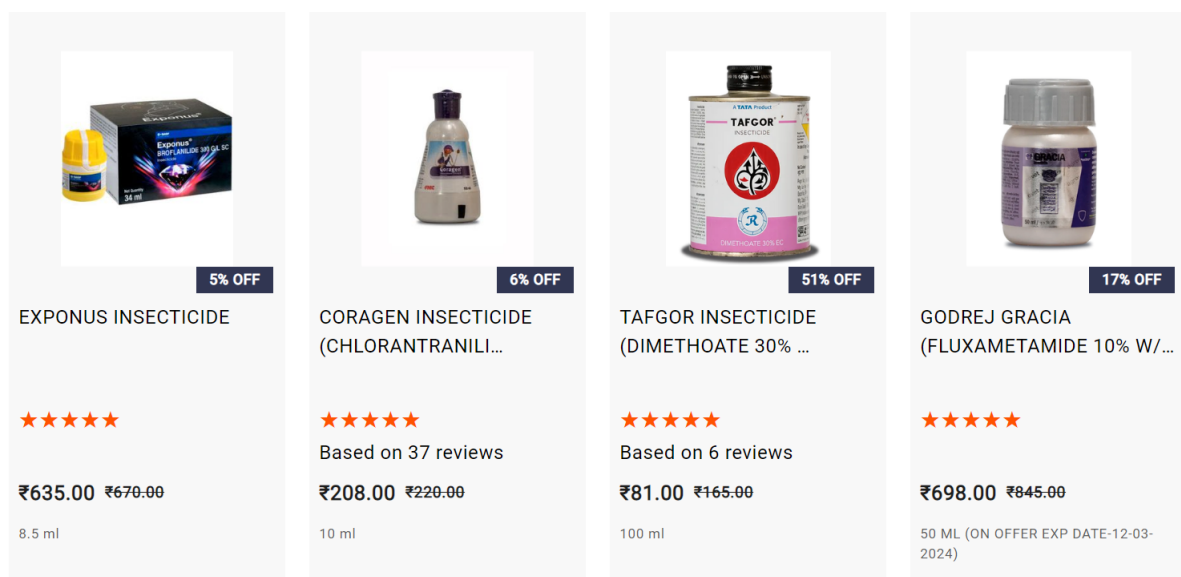 Exponus
Exponus
BROFLANILIDE 300 G/L SC
Net Quantity
34 ml
5% OFF
EXPONUS INSECTICIDE
₹635.00 ₹670.00
8.5 ml
Coragen
6% OFF
CORAGEN INSECTICIDE
(CHLORANTRANILI...
Based on 37 reviews
₹208.00 ₹220.00
10 ml
A TATA Product
TAFGOR
INSECTICIDE
R
DIMETHOATE 30% EC
51% OFF
TAFGOR INSECTICIDE
(DIMETHOATE 30% ...
Based on 6 reviews
₹81.00 ₹165.00
100 ml
GRACIA
17% OFF
GODREJ GRACIA
(FLUXAMETAMIDE 10% W/...
₹698.00 ₹845.00
50 ML (ON OFFER EXP DATE-12-03-
2024)